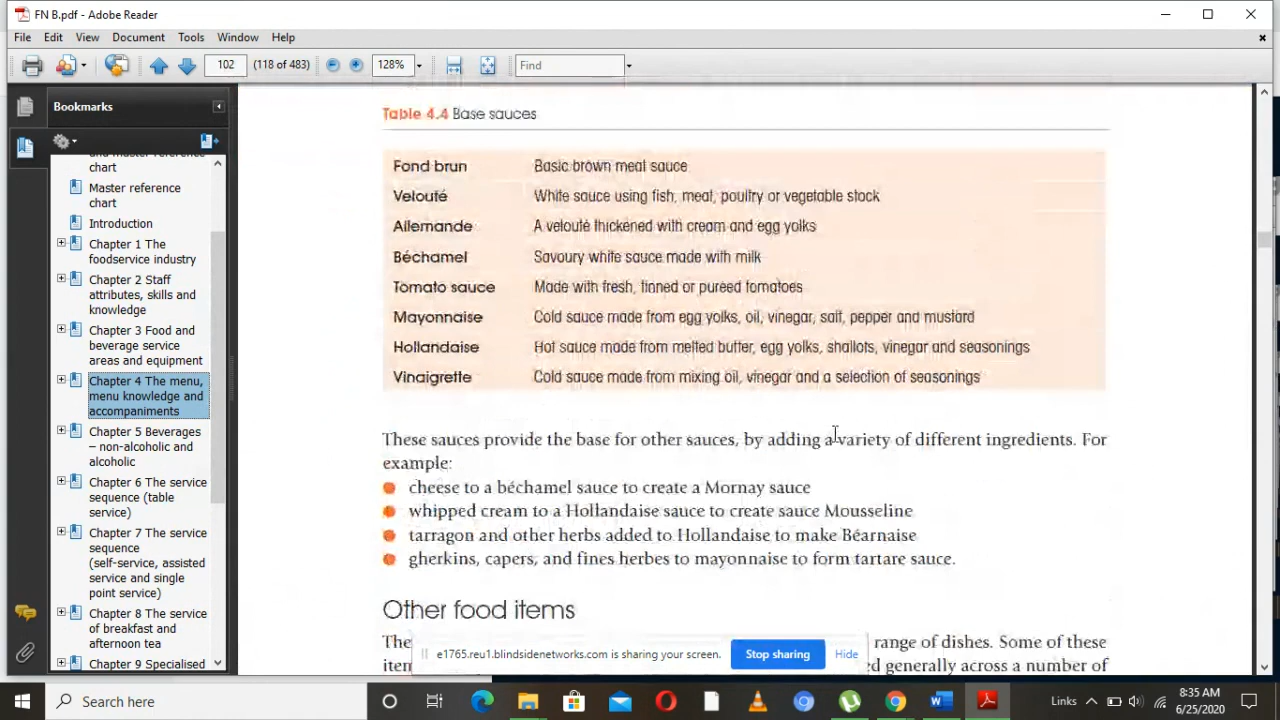 FN B.pdf - Adobe Reader
File Edit View Document Tools Window Help
102 (118 of 483) 128% Find
Bookmarks
and master reference
chart
Master reference
chart
Introduction
Chapter 1 The
foodservice industry
Chapter 2 Staff
attributes, skills and
knowledge
Chapter 3 Food and
beverage service
areas and equipment
Chapter 4 The menu,
menu knowledge and
accompaniments
Chapter 5 Beverages
– non-alcoholic and
alcoholic
Chapter 6 The service
sequence (table
service)
Chapter 7 The service
sequence
(self-service, assisted
service and single
point service)
Chapter 8 The service
of breakfast and
afternoon tea
Chapter 9 Specialised
Table 4.4 Base sauces
Fond brun Basic brown meat sauce
Velouté White sauce using fish, meat, poultry or vegetable stock
Allemande A velouté thickened with cream and egg yolks
Béchamel Savoury white sauce made with milk
Tomato sauce Made with fresh, tinned or pureed tomatoes
Mayonnaise Cold sauce made from egg yolks, oil, vinegar, salt, pepper and mustard
Hollandaise Hot sauce made from melted butter, egg yolks, shallots, vinegar and seasonings
Vinaigrette Cold sauce made from mixing oil, vinegar and a selection of seasonings
These sauces provide the base for other sauces, by adding a variety of different ingredients. For
example:
cheese to a béchamel sauce to create a Mornay sauce
whipped cream to a Hollandaise sauce to create sauce Mousseline
tarragon and other herbs added to Hollandaise to make Béarnaise
gherkins, capers, and fines herbes to mayonnaise to form tartare sauce.
Other food items
The range of dishes. Some of these
item generally across a number of
e1765.reu1.blindsidenetworks.com is sharing your screen. Stop sharing Hide
Search here Links 8:35 AM
6/25/2020